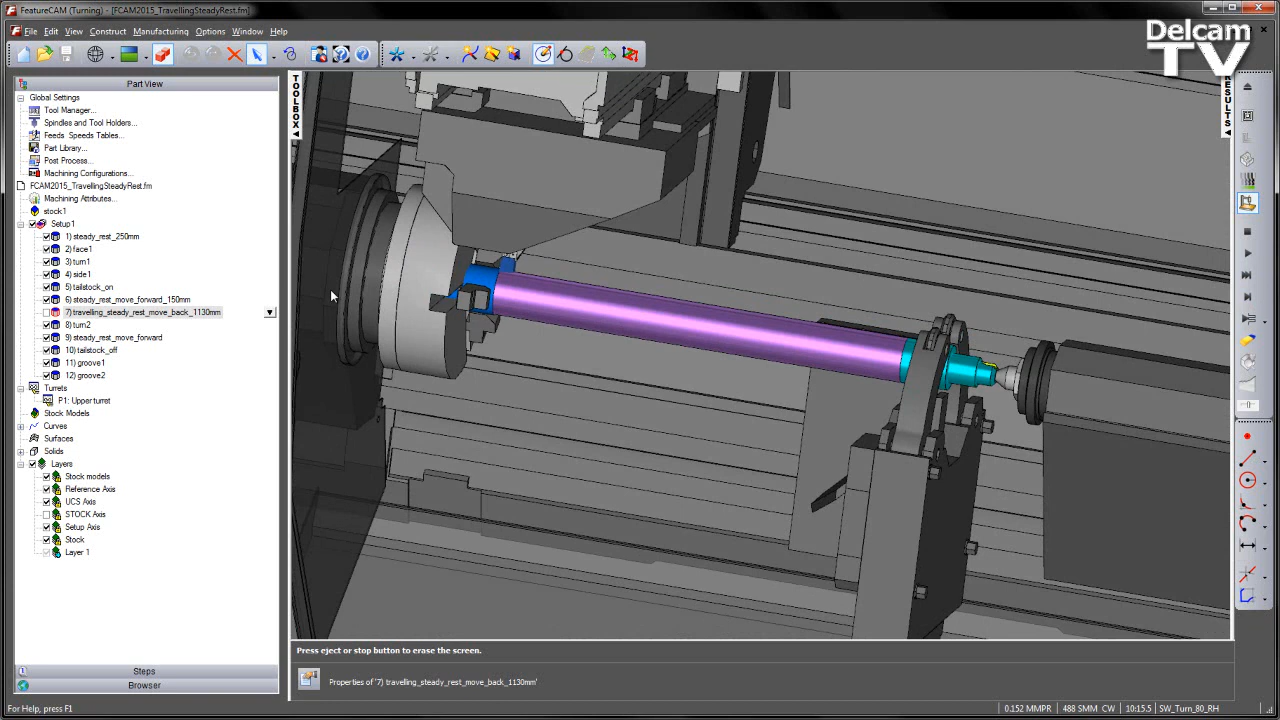 FeatureCAM (Turning) - [FCAM2015_TravellingSteadyRest.fm]
File Edit View Construct Manufacturing Options Window Help
Delcam
TV
Part View
TOOLBOX
RESULTS
Global Settings
Tool Manager...
Spindles and Tool Holders...
Feeds Speeds Tables...
Part Library...
Post Process...
Machining Configurations...
FCAM2015_TravellingSteadyRest.fm
Machining Attributes...
stock1
Setup1
1) steady_rest_250mm
2) face1
3) turn1
4) side1
5) tailstock_on
6) steady_rest_move_forward_150mm
7) travelling_steady_rest_move_back_1130mm
8) turn2
9) steady_rest_move_forward
10) tailstock_off
11) groove1
12) groove2
Turrets
P1: Upper turret
Stock Models
Curves
Surfaces
Solids
Layers
Stock models
Reference Axis
UCS Axis
STOCK Axis
Setup Axis
Stock
Layer 1
Steps
Browser
Press eject or stop button to erase the screen.
Properties of '7) travelling_steady_rest_move_back_1130mm'
For Help, press F1
0.152 MMPR 488 SMM CW 10:15.5 SW_Turn_80_RH